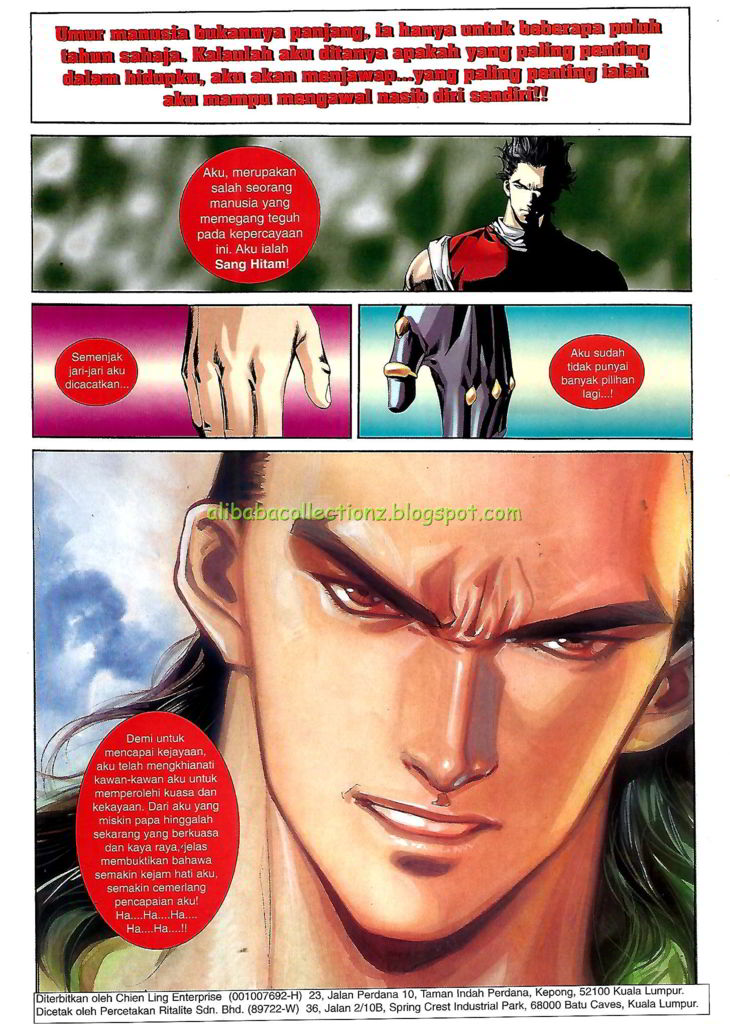 Umur manusia bukannya panjang, ia hanya untuk beberapa puluh
tahun sahaja. Kalaulah aku ditanya apakah yang paling penting
dalam hidupku, aku akan menjawap....yang paling penting ialah
aku mampu mengawal nasib diri sendiri!!
Aku, merupakan
salah seorang
manusia yang
memegang teguh
pada kepercayaan
ini. Aku ialah
Sang Hitam!
Semenjak
jari-jari aku
dicacatkan...
Aku sudah
tidak punyai
banyak pilihan
lagi...!
alibabacollectionz.blogspot.com
Demi untuk
mencapai kejayaan,
aku telah mengkhianati
kawan-kawan aku untuk
memperolehi kuasa dan
kekayaan. Dari aku yang
miskin papa hinggalah
sekarang yang berkuasa
dan kaya raya, jelas
membuktikan bahawa
semakin kejam hati aku,
semakin cemerlang
pencapaian aku!
Ha....Ha....Ha....
Ha....Ha....!!
Diterbitkan oleh Chien Ling Enterprise (001007692-H) 23, Jalan Perdana 10, Taman Indah Perdana, Kepong, 52100 Kuala Lumpur.
Dicetak oleh Percetakan Ritalite Sdn. Bhd. (89722-W) 36, Jalan 2/10B, Spring Crest Industrial Park, 68000 Batu Caves, Kuala Lumpur.